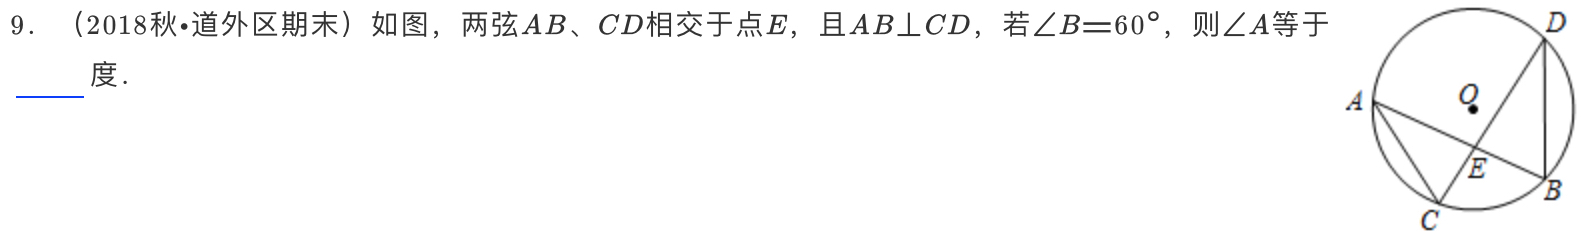 9. （2018秋•道外区期末）如图，两弦AB、CD相交于点E，且AB⊥CD，若∠B=60°，则∠A等于
____ 度．
D
A
O
E
B
C